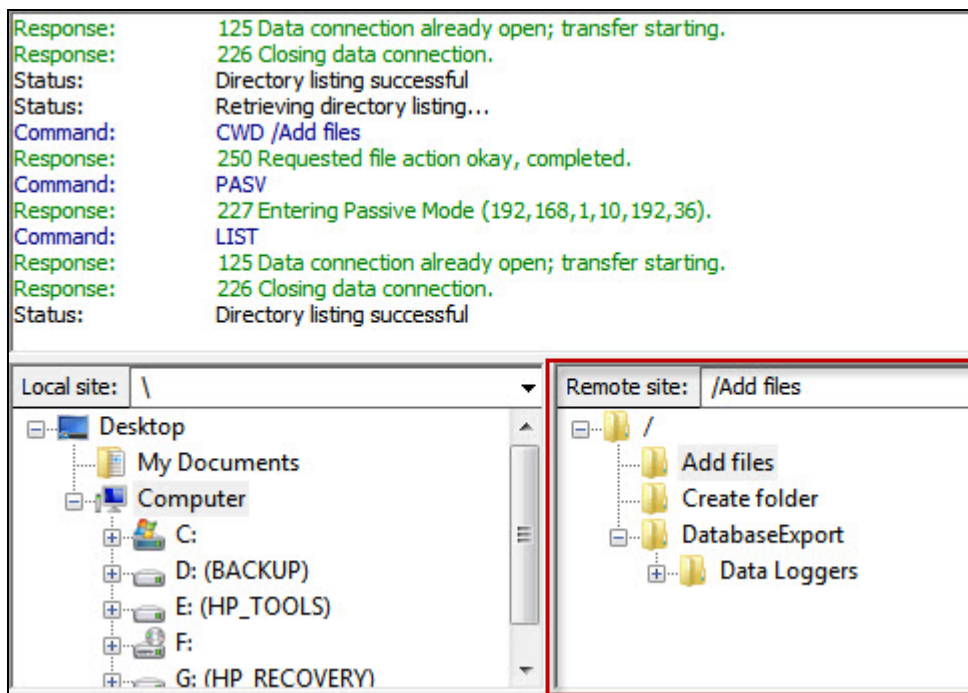 Response: 125 Data connection already open; transfer starting.
Response: 226 Closing data connection.
Status: Directory listing successful
Status: Retrieving directory listing...
Command: CWD /Add files
Response: 250 Requested file action okay, completed.
Command: PASV
Response: 227 Entering Passive Mode (192,168,1,10,192,36).
Command: LIST
Response: 125 Data connection already open; transfer starting.
Response: 226 Closing data connection.
Status: Directory listing successful
Local site: \
Desktop
My Documents
Computer
C:
D: (BACKUP)
E: (HP_TOOLS)
F:
G: (HP_RECOVERY)
Remote site: /Add files
/
Add files
Create folder
DatabaseExport
Data Loggers